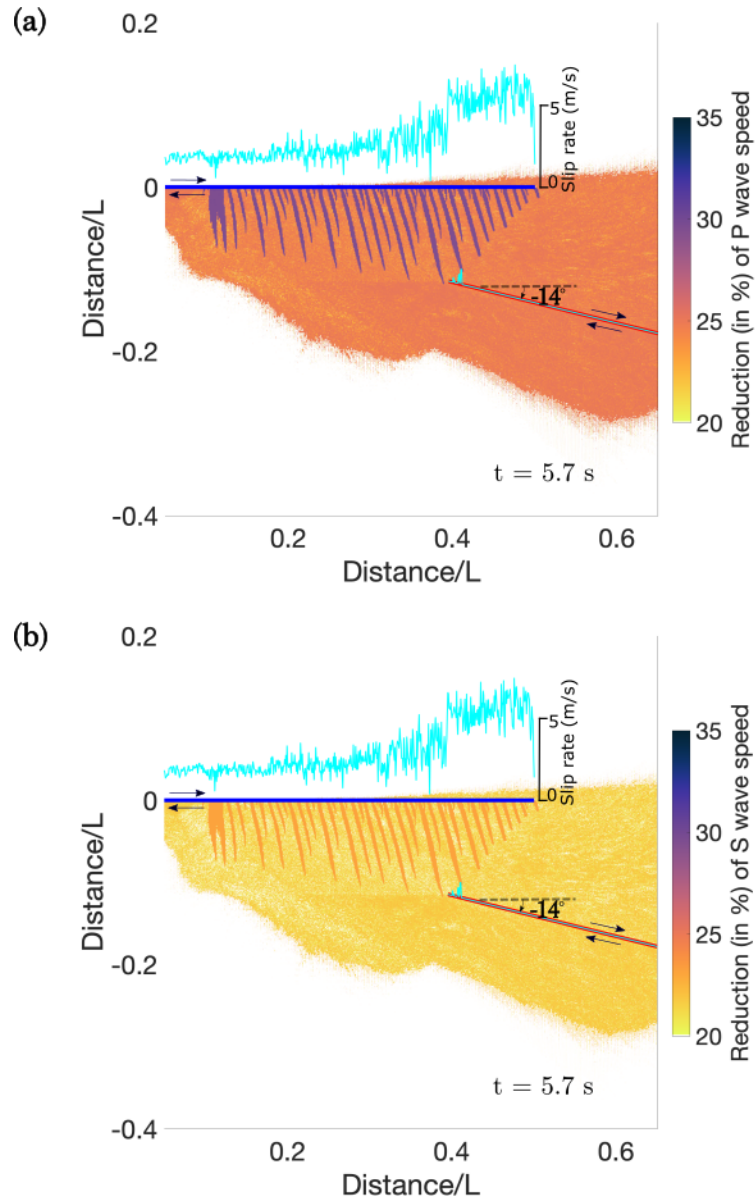 (a)
0.2
0
-0.2
-0.4
Distance/L
0.2
0.4
0.6
Distance/L
5
0
Slip rate (m/s)
-14°
t = 5.7 s
35
30
25
20
Reduction (in %) of P wave speed
(b)
0.2
0
-0.2
-0.4
Distance/L
0.2
0.4
0.6
Distance/L
5
0
Slip rate (m/s)
-14°
t = 5.7 s
35
30
25
20
Reduction (in %) of S wave speed